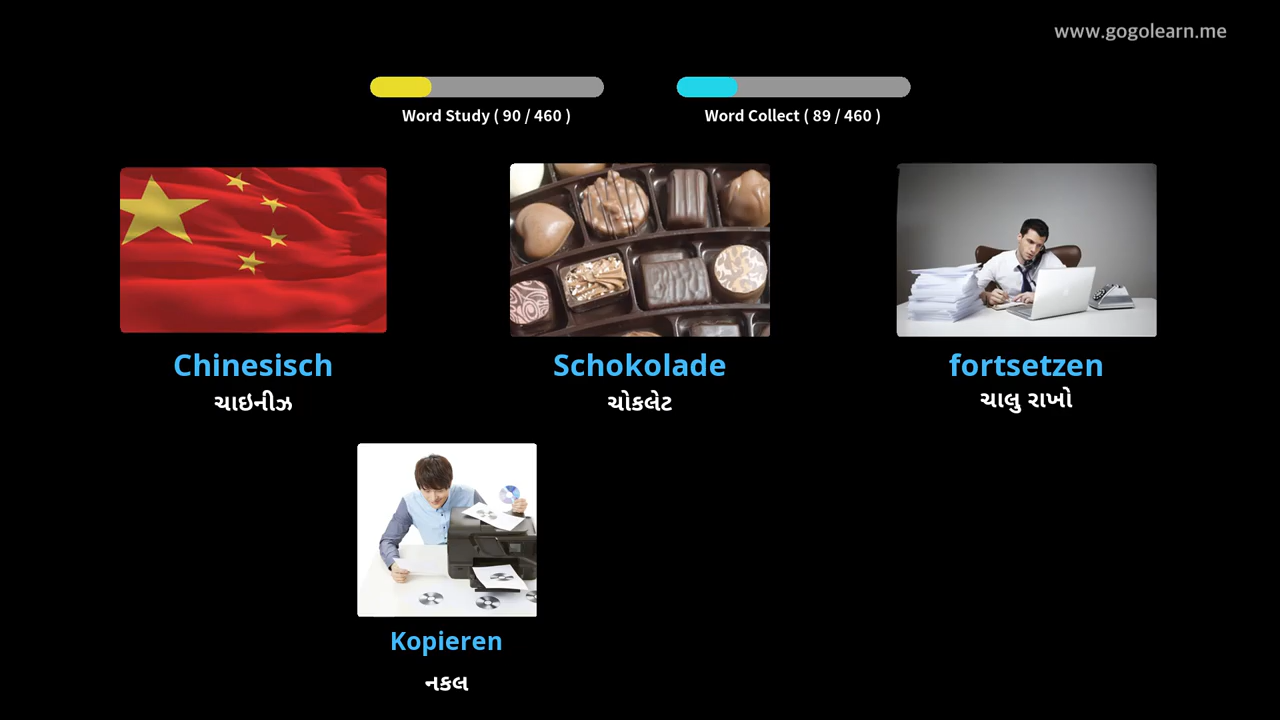 www.gogolearn.me
Word Study ( 90 / 460 )
Word Collect ( 89 / 460 )
Chinesisch
Schokolade
fortsetzen
ચાઇનીઝ
ચોકલેટ
ચાલુ રાખો
Kopieren
નકલ